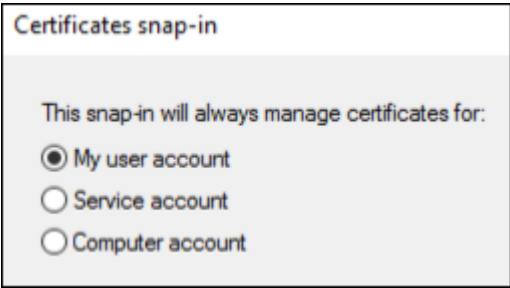 Certificates snap-in
This snap-in will always manage certificates for:
My user account
Service account
Computer account